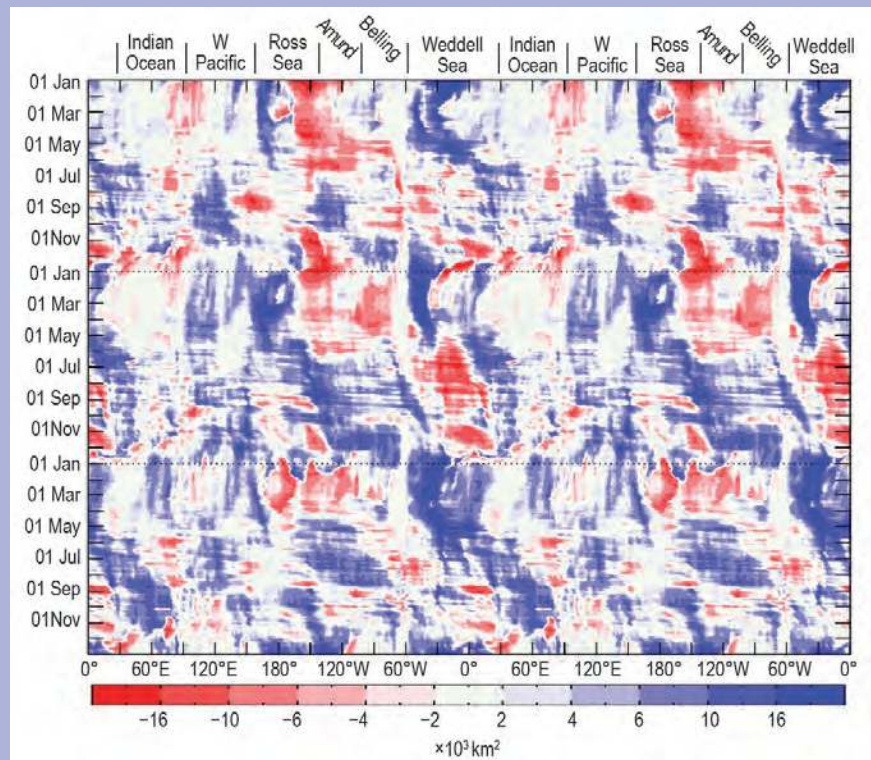 Indian Ocean
W Pacific
Ross Sea
Amund
Belling
Weddell Sea
Indian Ocean
W Pacific
Ross Sea
Amund
Belling
Weddell Sea
01 Jan
01 Mar
01 May
01 Jul
01 Sep
01Nov
01 Jan
01 Mar
01 May
01 Jul
01 Sep
01Nov
01 Jan
01 Mar
01 May
01 Jul
01 Sep
01Nov
0° 60°E 120°E 180° 120°W 60°W 0° 60°E 120°E 180° 120°W 60°W 0°
−16 −10 −6 −4 −2 2 4 6 10 16
×10³ km²